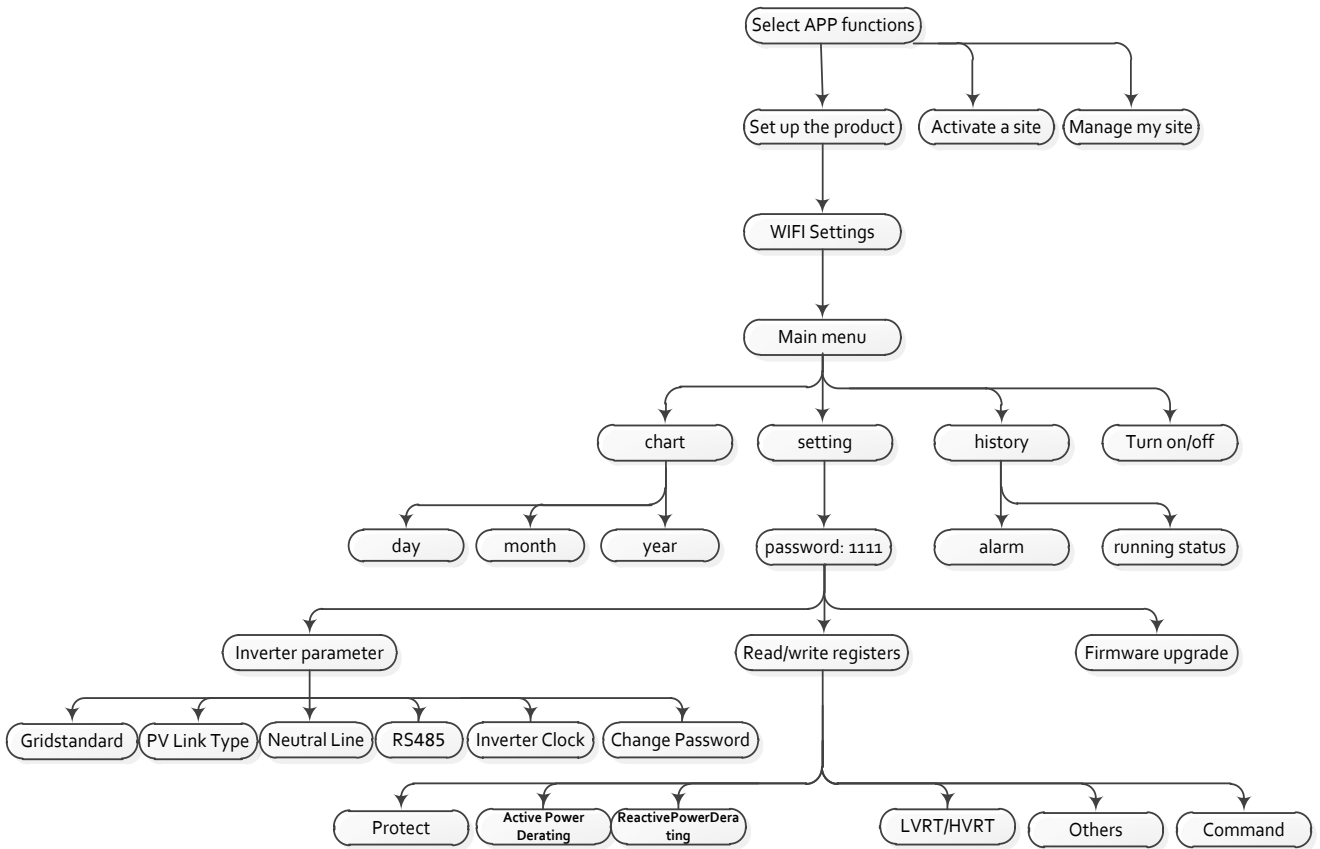 Select APP functions
Set up the product
Activate a site
Manage my site
WIFI Settings
Main menu
chart
setting
history
Turn on/off
day
month
year
password: 1111
alarm
running status
Inverter parameter
Read/write registers
Firmware upgrade
Gridstandard
PV Link Type
Neutral Line
RS485
Inverter Clock
Change Password
Protect
Active Power
Derating
ReactivePowerDera
ting
LVRT/HVRT
Others
Command